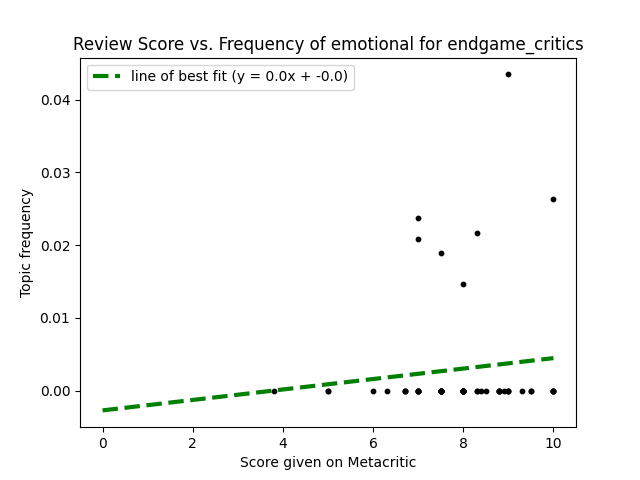 Review Score vs. Frequency of emotional for endgame_critics
line of best fit (y = 0.0x + -0.0)
0.04
0.03
0.02
0.01
0.00
Topic frequency
0 2 4 6 8 10
Score given on Metacritic